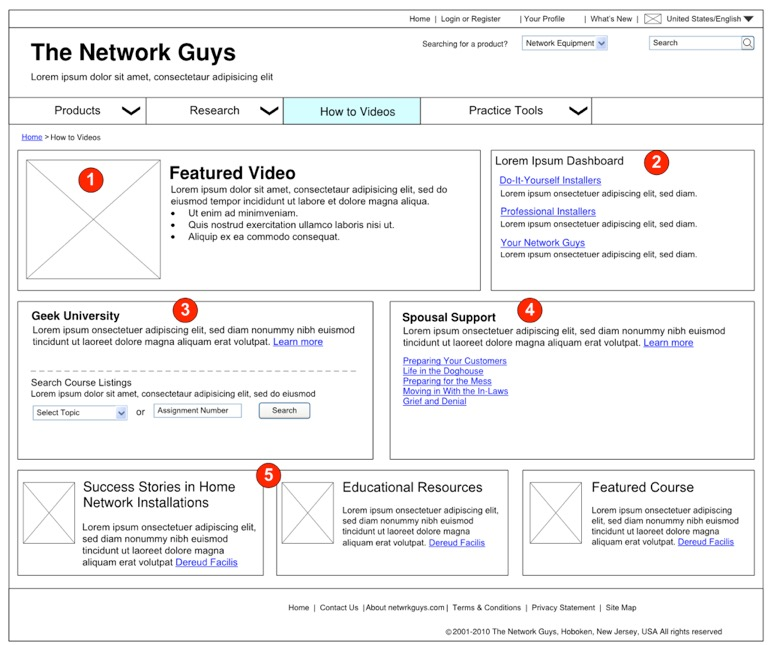 Home | Login or Register | Your Profile | What's New | United States/English
The Network Guys
Lorem ipsum dolor sit amet, consectetaur adipisicing elit
Searching for a product? Network Equipment Search
Products Research How to Videos Practice Tools
Home > How to Videos
1
Featured Video
Lorem ipsum dolor sit amet, consectetaur adipisicing elit, sed do
eiusmod tempor incididunt ut labore et dolore magna aliqua.
• Ut enim ad minimveniam.
• Quis nostrud exercitation ullamco laboris nisi ut.
• Aliquip ex ea commodo consequat.
Lorem Ipsum Dashboard 2
Do-It-Yourself Installers
Lorem ipsum onsectetuer adipiscing elit, sed diam.
Professional Installers
Lorem ipsum onsectetuer adipiscing elit, sed diam.
Your Network Guys
Lorem ipsum onsectetuer adipiscing elit, sed diam.
3
Geek University
Lorem ipsum onsectetuer adipiscing elit, sed diam nonummy nibh euismod
tincidunt ut laoreet dolore magna aliquam erat volutpat. Learn more
Search Course Listings
Lorem ipsum dolor sit amet, consectetaur adipisicing elit, sed do eiusmod
Select Topic or Assignment Number Search
4
Spousal Support
Lorem ipsum onsectetuer adipiscing elit, sed diam nonummy nibh euismod
tincidunt ut laoreet dolore magna aliquam erat volutpat. Learn more
Preparing Your Customers
Life in the Doghouse
Preparing for the Mess
Moving in With the In-Laws
Grief and Denial
5
Success Stories in Home
Network Installations
Lorem ipsum onsectetuer adipiscing elit,
sed diam nonummy nibh euismod
tincidunt ut laoreet dolore magna
aliquam erat volutpat Dereud Facilis
Educational Resources
Lorem ipsum onsectetuer adipiscing elit,
sed diam nonummy nibh euismod
tincidunt ut laoreet dolore magna
aliquam erat volutpat. Dereud Facilis
Featured Course
Lorem ipsum onsectetuer adipiscing
elit, sed diam nonummy nibh euismod
tincidunt ut laoreet dolore magna
aliquam erat volutpat. Dereud Facilis
Home | Contact Us |About netwrkguys.com| Terms & Conditions | Privacy Statement | Site Map
©2001-2010 The Network Guys, Hoboken, New Jersey, USA All rights reserved